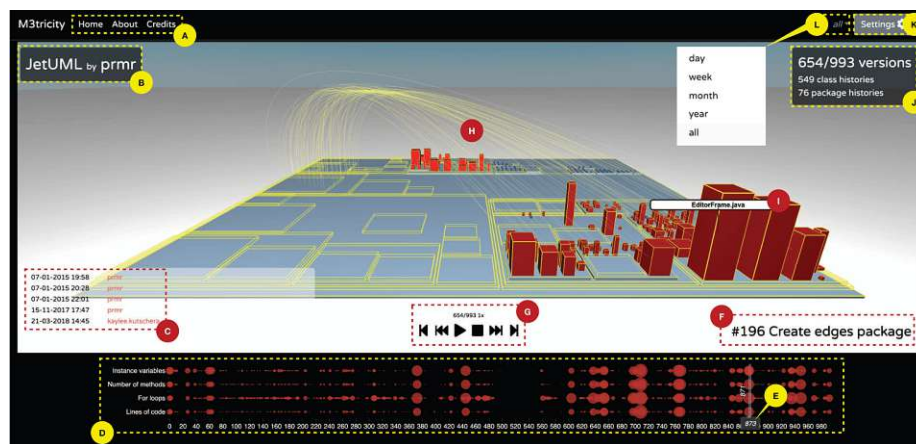 M3tricity Home About Credits
A
L
all
Settings
K
JetUML by prmr
B
day
week
month
year
all
654/993 versions
549 class histories
76 package histories
J
H
EditorFrame.java
I
07-01-2015 19:58 prmr
07-01-2015 20:28 prmr
07-01-2015 22:01 prmr
15-11-2017 17:47 prmr
21-03-2018 14:45 kaylee.kutschera
C
654/993 1x
G
F
#196 Create edges package
Instance variables
Number of methods
For loops
Lines of code
871
E
873
0 20 40 60 80 100 120 140 160 180 200 220 240 260 280 300 320 340 360 380 400 420 440 460 480 500 520 540 560 580 600 620 640 660 680 700 720 740 760 780 800 820 840 860 880 900 920 940 960 980
D